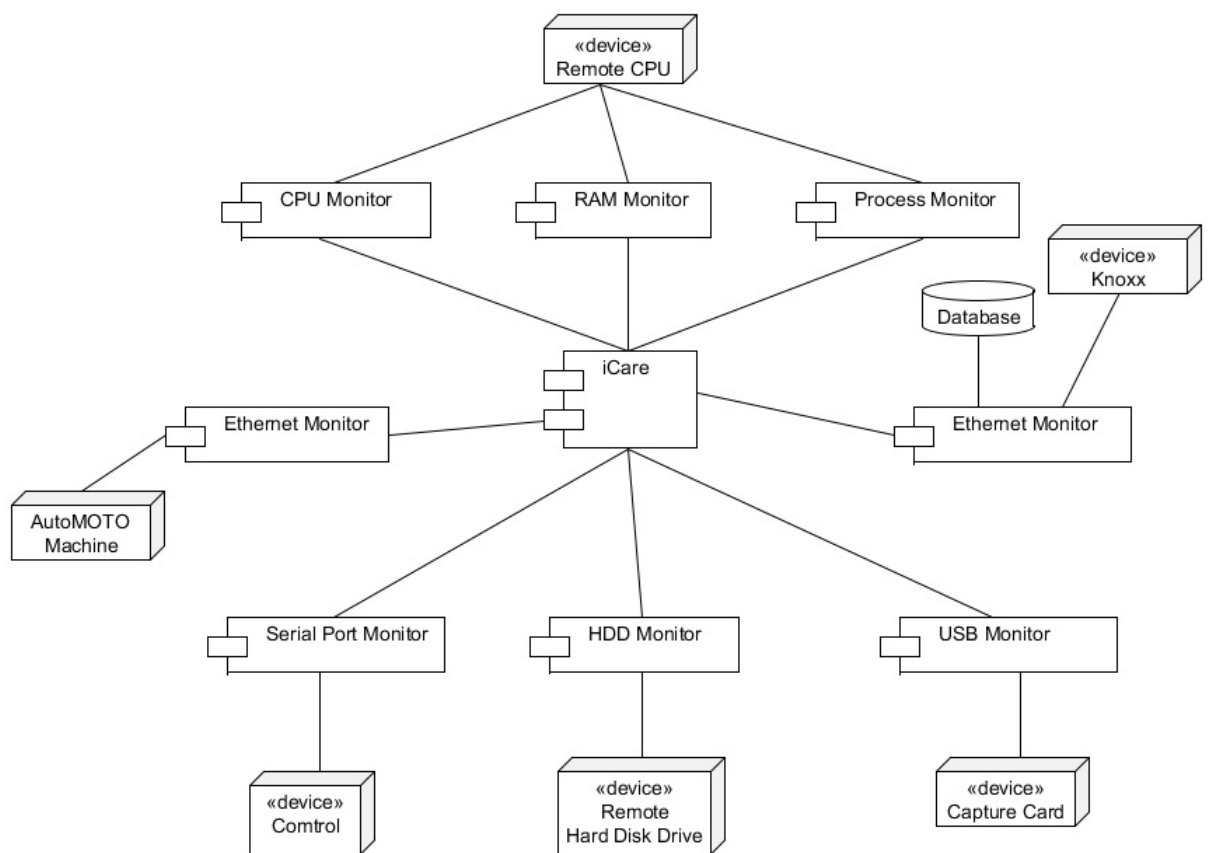 «device»
Remote CPU
CPU Monitor
RAM Monitor
Process Monitor
«device»
Knoxx
Database
iCare
Ethernet Monitor
Ethernet Monitor
AutoMOTO
Machine
Serial Port Monitor
HDD Monitor
USB Monitor
«device»
Comtrol
«device»
Remote
Hard Disk Drive
«device»
Capture Card